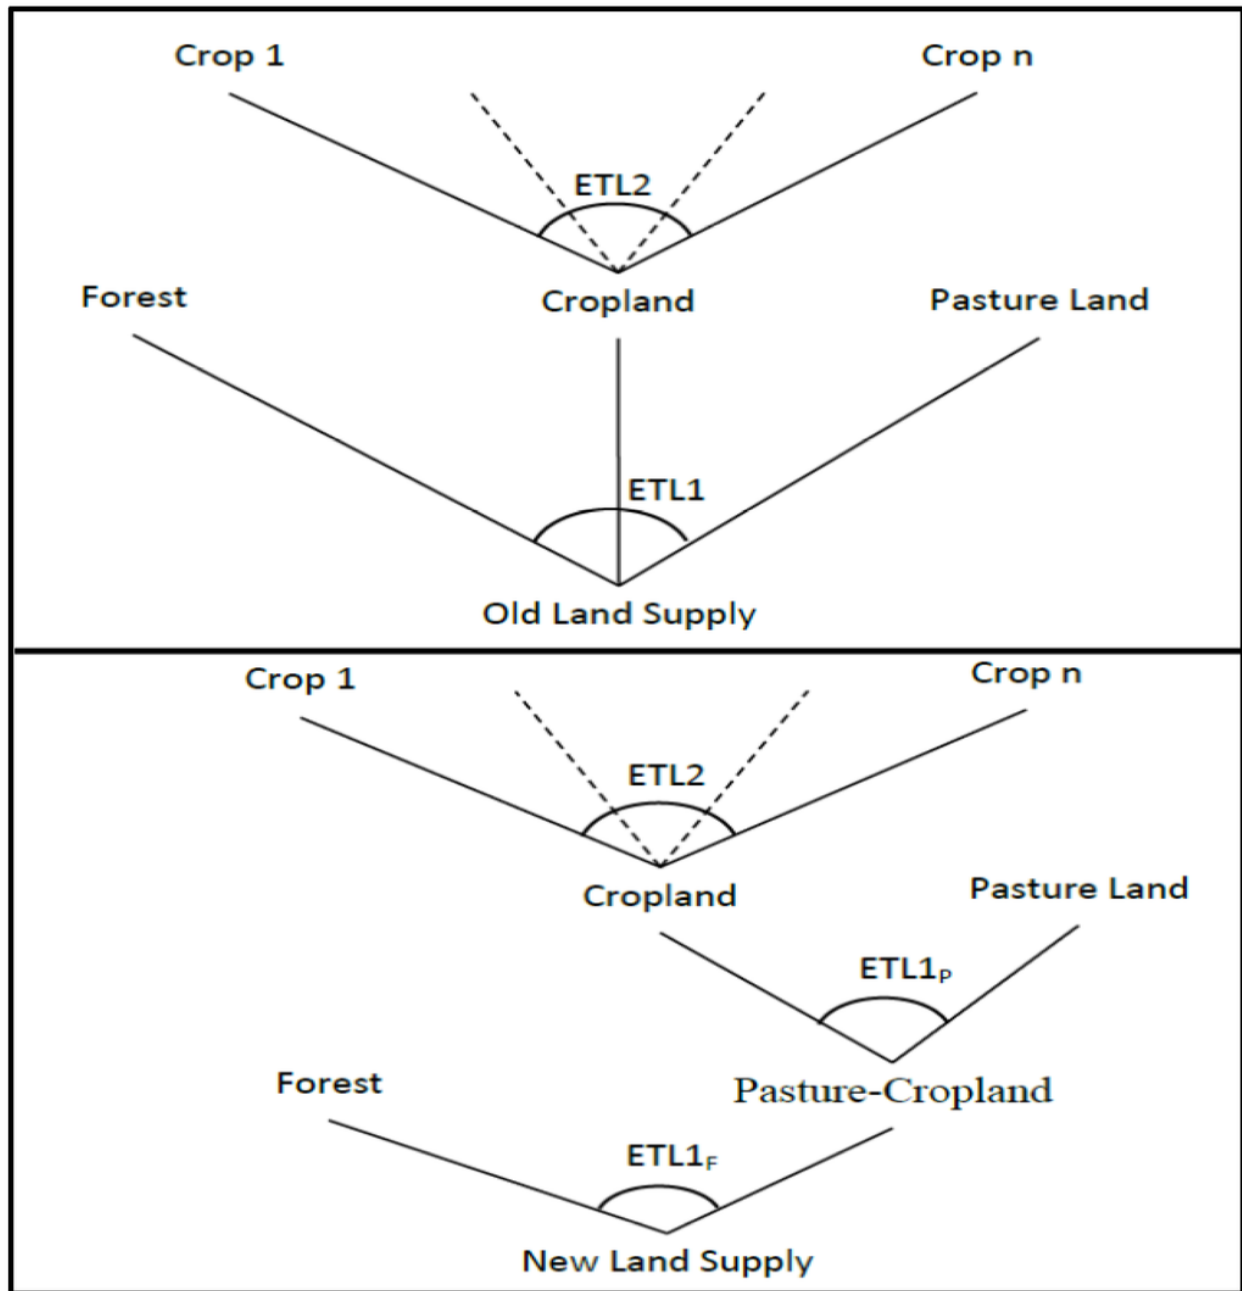 Crop 1
Crop n
ETL2
Forest
Cropland
Pasture Land
ETL1
Old Land Supply
Crop 1
Crop n
ETL2
Cropland
Pasture Land
ETL1P
Forest
Pasture-Cropland
ETL1F
New Land Supply